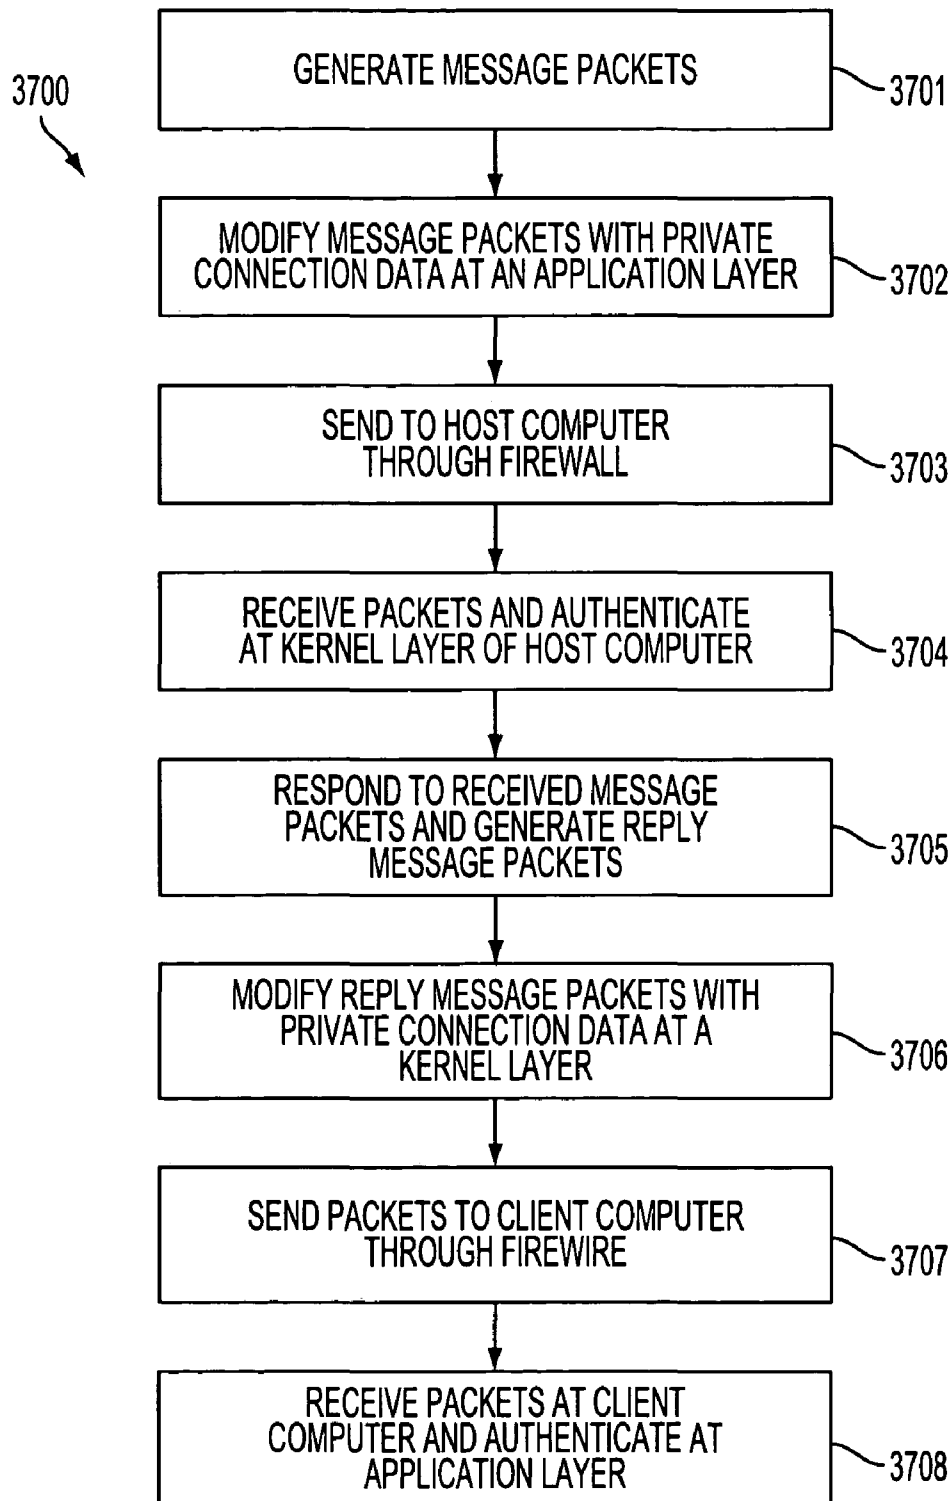 GENERATE MESSAGE PACKETS
3701
3700
MODIFY MESSAGE PACKETS WITH PRIVATE
CONNECTION DATA AT AN APPLICATION LAYER
3702
SEND TO HOST COMPUTER
THROUGH FIREWALL
3703
RECEIVE PACKETS AND AUTHENTICATE
AT KERNEL LAYER OF HOST COMPUTER
3704
RESPOND TO RECEIVED MESSAGE
PACKETS AND GENERATE REPLY
MESSAGE PACKETS
3705
MODIFY REPLY MESSAGE PACKETS WITH
PRIVATE CONNECTION DATA AT A
KERNEL LAYER
3706
SEND PACKETS TO CLIENT COMPUTER
THROUGH FIREWIRE
3707
RECEIVE PACKETS AT CLIENT
COMPUTER AND AUTHENTICATE AT
APPLICATION LAYER
3708